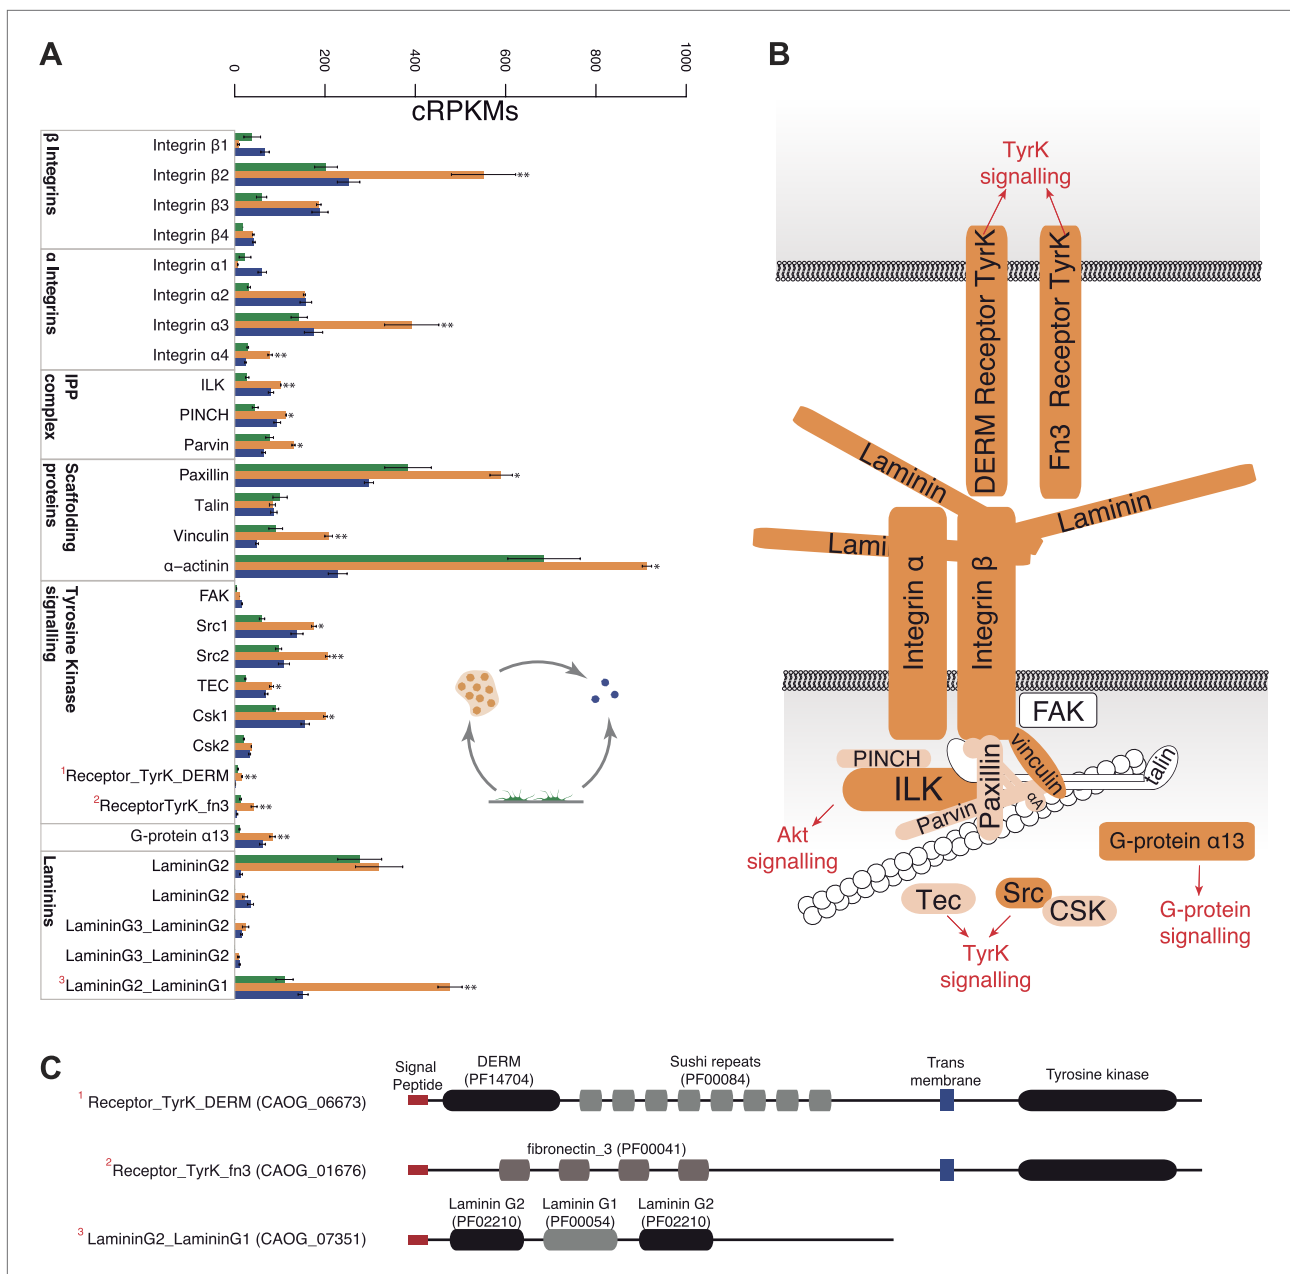 A
0
200
400
600
800
1000
cRPKMs
β Integrins
Integrin β1
Integrin β2
**
Integrin β3
Integrin β4
α Integrins
Integrin α1
Integrin α2
Integrin α3
**
Integrin α4
**
IPP
complex
ILK
**
PINCH
*
Parvin
*
Scaffolding
proteins
Paxillin
*
Talin
Vinculin
**
α−actinin
*
Tyrosine Kinase
signalling
FAK
Src1
*
Src2
**
TEC
*
Csk1
*
Csk2
1Receptor_TyrK_DERM
**
2ReceptorTyrK_fn3
**
G-protein α13
**
Laminins
LamininG2
LamininG2
LamininG3_LamininG2
LamininG3_LamininG2
3LamininG2_LamininG1
**
B
TyrK
signalling
DERM Receptor TyrK
Fn3 Receptor TyrK
Laminin
Laminin
Lami
Integrin α
Integrin β
FAK
PINCH
ILK
Parvin
Paxillin
vinculin
αA
talin
Akt
signalling
G-protein α13
Tec
Src
CSK
TyrK
signalling
G-protein
signalling
C
Signal
Peptide
DERM
(PF14704)
Sushi repeats
(PF00084)
Trans
membrane
Tyrosine kinase
1 Receptor_TyrK_DERM (CAOG_06673)
fibronectin_3 (PF00041)
2Receptor_TyrK_fn3 (CAOG_01676)
Laminin G2
(PF02210)
Laminin G1
(PF00054)
Laminin G2
(PF02210)
3 LamininG2_LamininG1 (CAOG_07351)